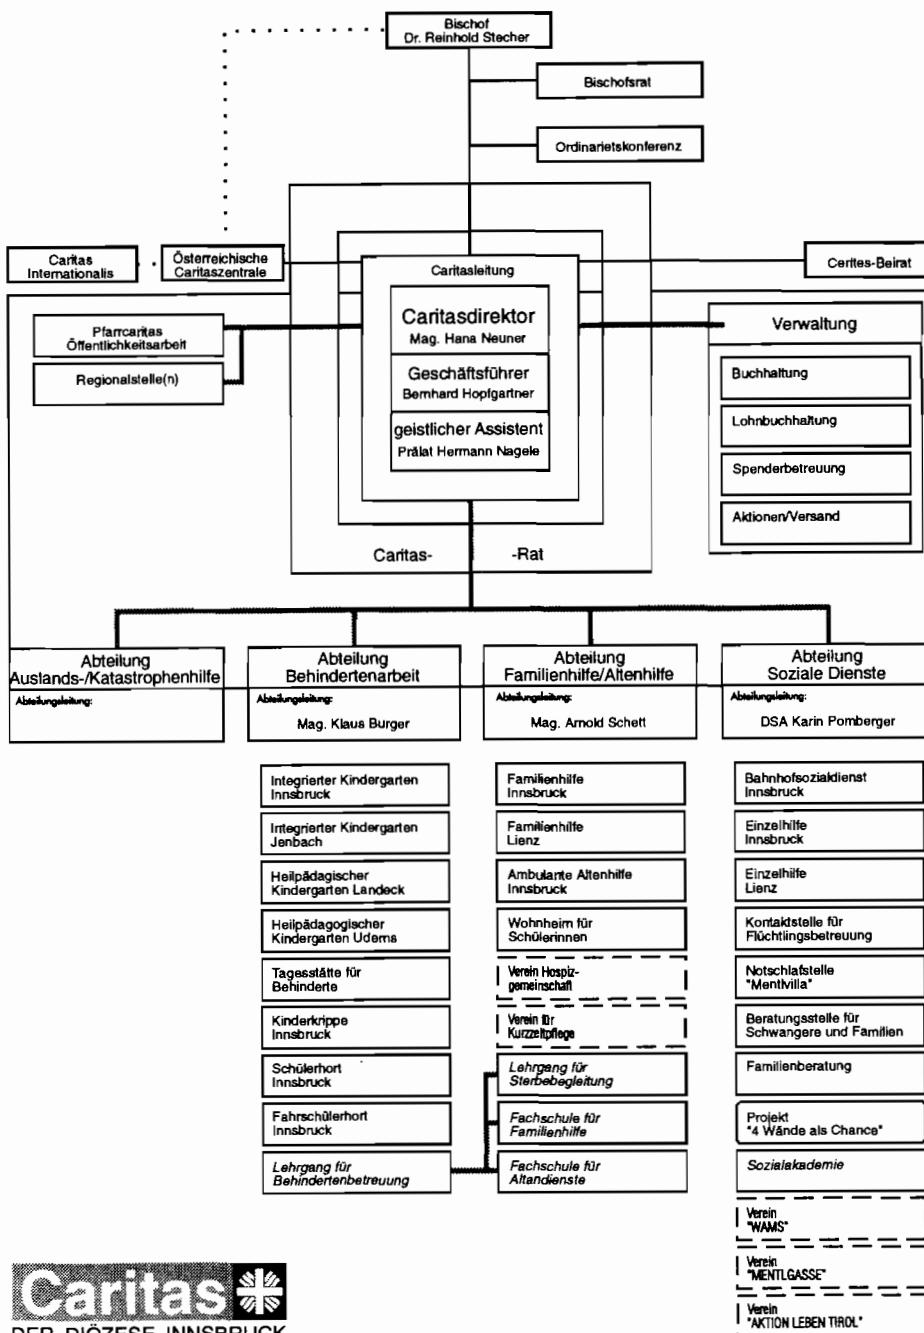 Bischof
Dr. Reinhold Stecher
Bischofsrat
Ordinarietskonferenz
Caritas
Internationalis
Österreichische
Caritaszentrale
Caritasleitung
Cerites-Beirat
Pfarrcaritas
Öffentlichkeitsarbeit
Regionalstelle(n)
Caritasdirektor
Mag. Hana Neuner
Geschäftsführer
Bernhard Hopfgartner
geistlicher Assistent
Prälat Hermann Nagele
Verwaltung
Buchhaltung
Lohnbuchhaltung
Spenderbetreuung
Aktionen/Versand
Caritas- -Rat
Abteilung
Auslands-/Katastrophenhilfe
Abteilungsleitung:
Abteilung
Behindertenarbeit
Abteilungsleitung:
Mag. Klaus Burger
Abteilung
Familienhilfe/Altenhilfe
Abteilungsleitung:
Mag. Arnold Schett
Abteilung
Soziale Dienste
Abteilungsleitung:
DSA Karin Pomberger
Integrierter Kindergarten
Innsbruck
Integrierter Kindergarten
Jenbach
Heilpädagischer
Kindergarten Landeck
Heilpädagogischer
Kindergarten Uderns
Tagesstätte für
Behinderte
Kinderkrippe
Innsbruck
Schülerhort
Innsbruck
Fahrschülerhort
Innsbruck
Lehrgang für
Behindertenbetreuung
Familienhilfe
Innsbruck
Familienhilfe
Lienz
Ambulante Altenhilfe
Innsbruck
Wohnheim für
Schülerinnen
Verein Hospiz-
gemeinschaft
Verein für
Kurzzeitpflege
Lehrgang für
Sterbebegleitung
Fachschule für
Familienhilfe
Fachschule für
Altandienste
Bahnhofsozialdienst
Innsbruck
Einzelhilfe
Innsbruck
Einzelhilfe
Lienz
Kontaktstelle für
Flüchtlingsbetreuung
Notschlafstelle
"Mentlvilla"
Beratungsstelle für
Schwangere und Familien
Familienberatung
Projekt
"4 Wände als Chance"
Sozialakademie
Verein
"WAMS"
Verein
"MENTLGASSE"
Verein
"AKTION LEBEN TIROL"
Caritas
DER DIÖZESE INNSBRUCK